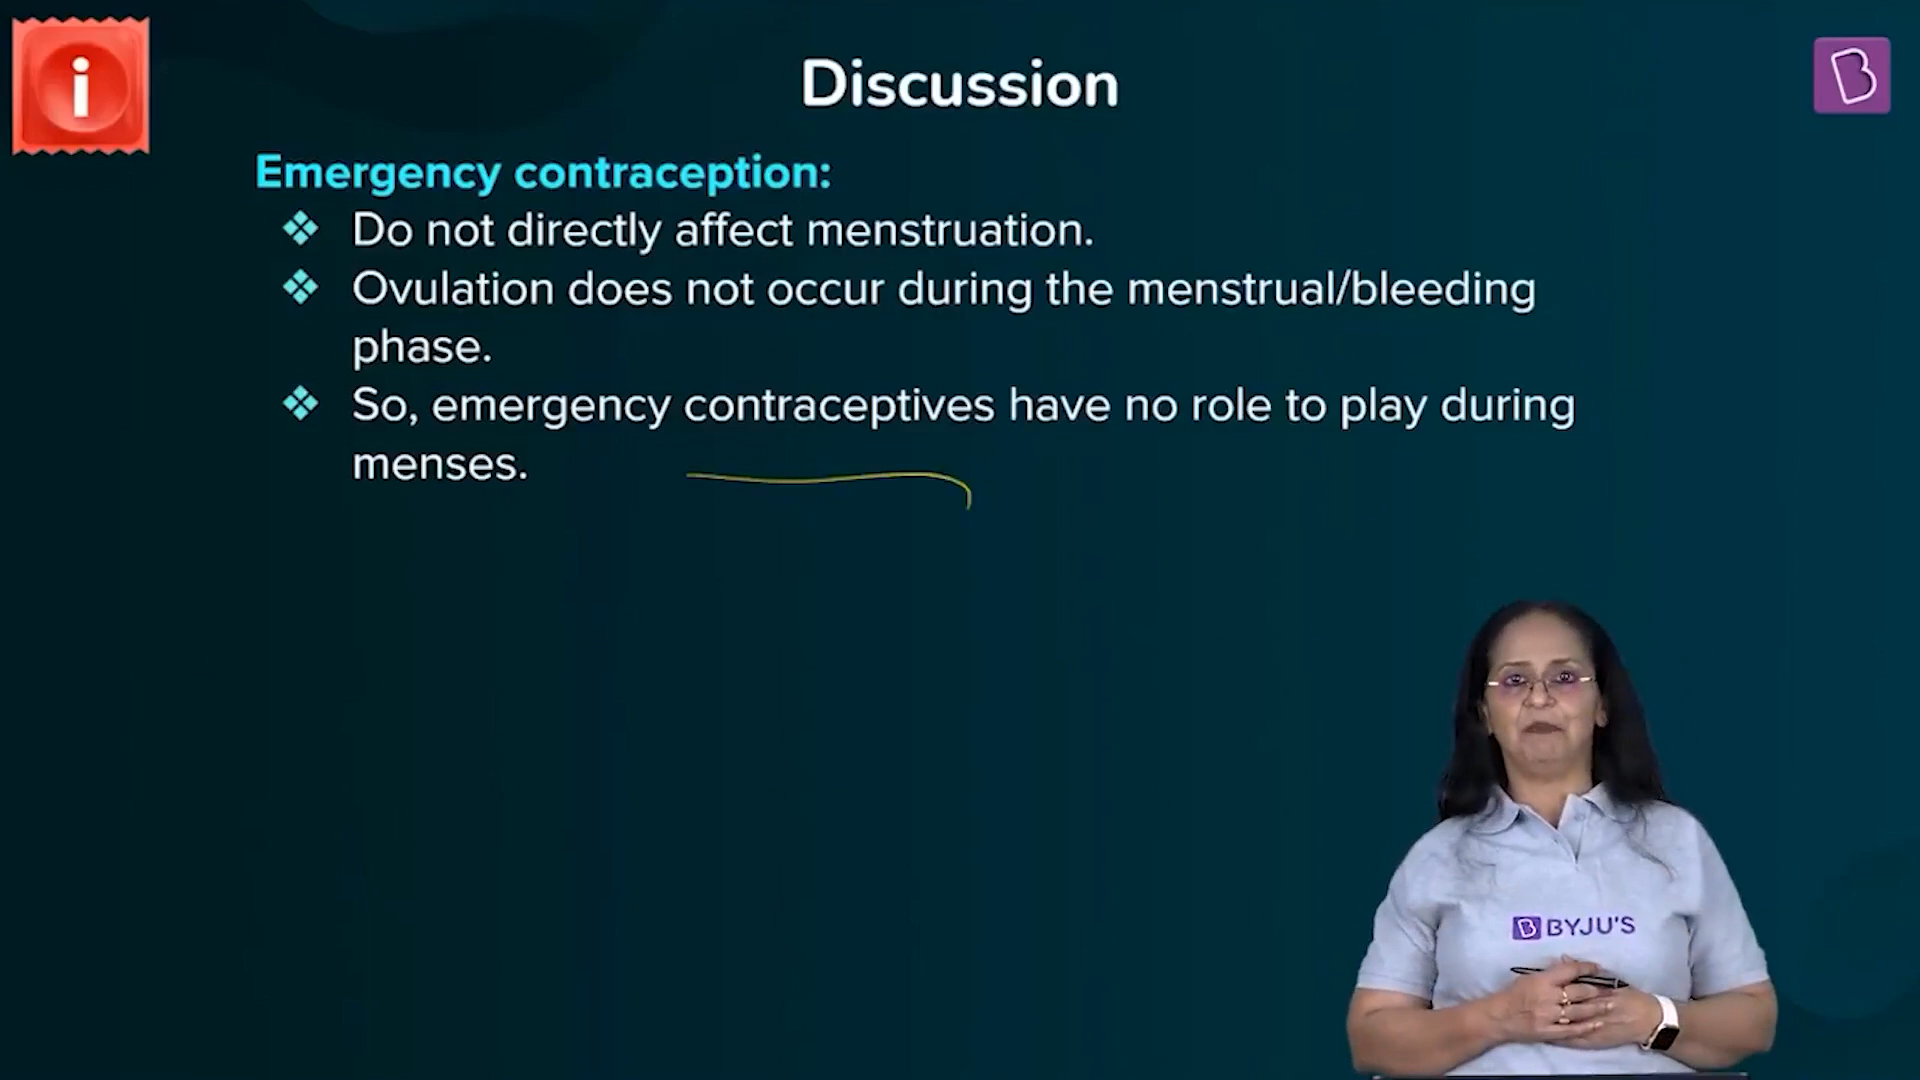 Discussion
Emergency contraception:
❖ Do not directly affect menstruation.
❖ Ovulation does not occur during the menstrual/bleeding
phase.
❖ So, emergency contraceptives have no role to play during
menses.
i
B
B BYJU'S